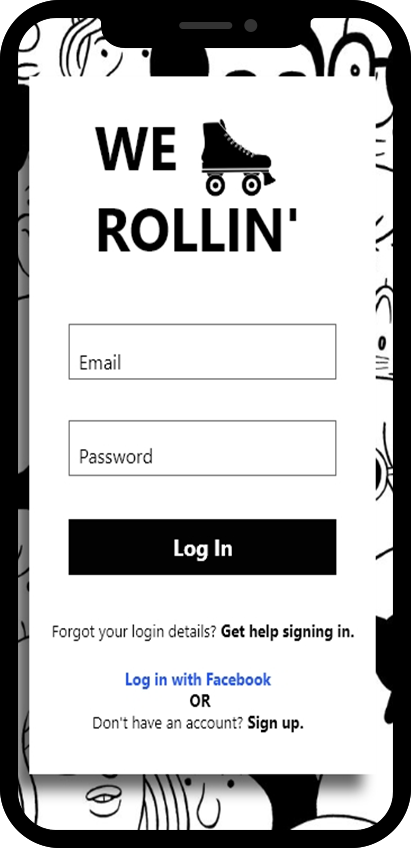 WE
ROLLIN'
Email
Password
Log In
Forgot your login details? Get help signing in.
Log in with Facebook
OR
Don't have an account? Sign up.